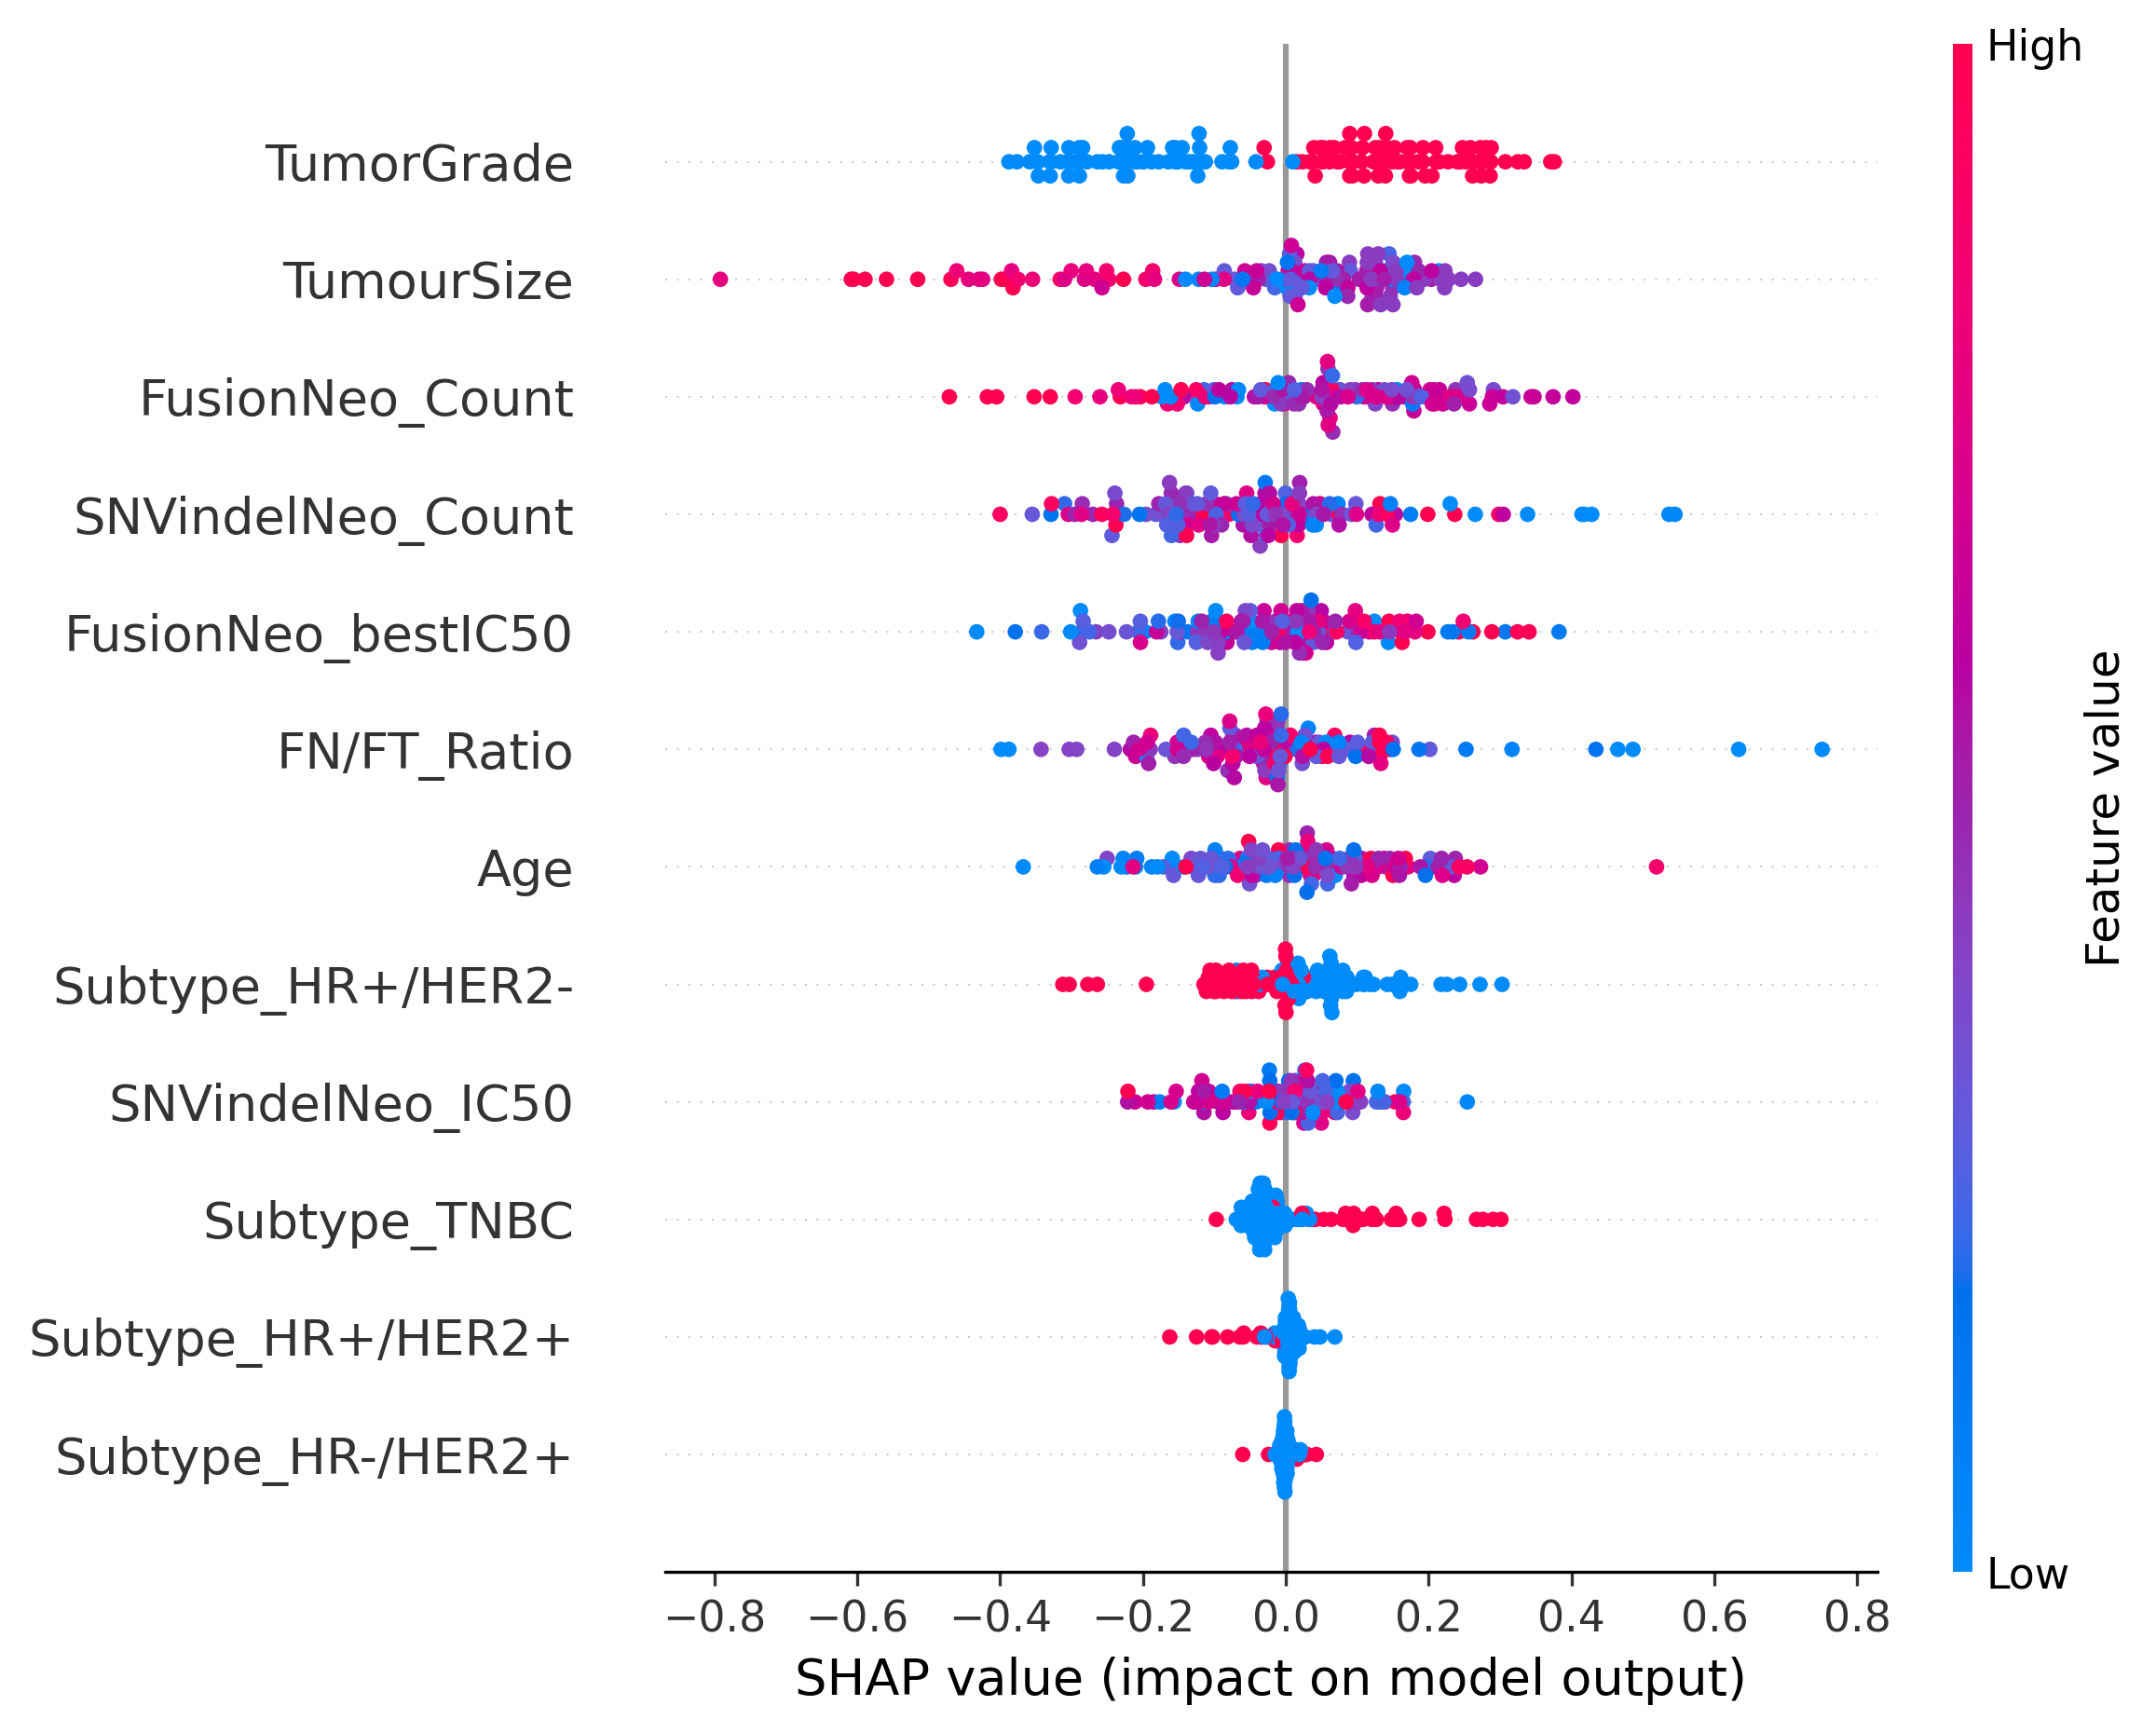 High
TumorGrade
TumourSize
FusionNeo_Count
SNVindelNeo_Count
FusionNeo_bestIC50
FN/FT_Ratio
Age
Subtype_HR+/HER2-
SNVindelNeo_IC50
Subtype_TNBC
Subtype_HR+/HER2+
Subtype_HR-/HER2+
Feature value
Low
−0.8 −0.6 −0.4 −0.2 0.0 0.2 0.4 0.6 0.8
SHAP value (impact on model output)